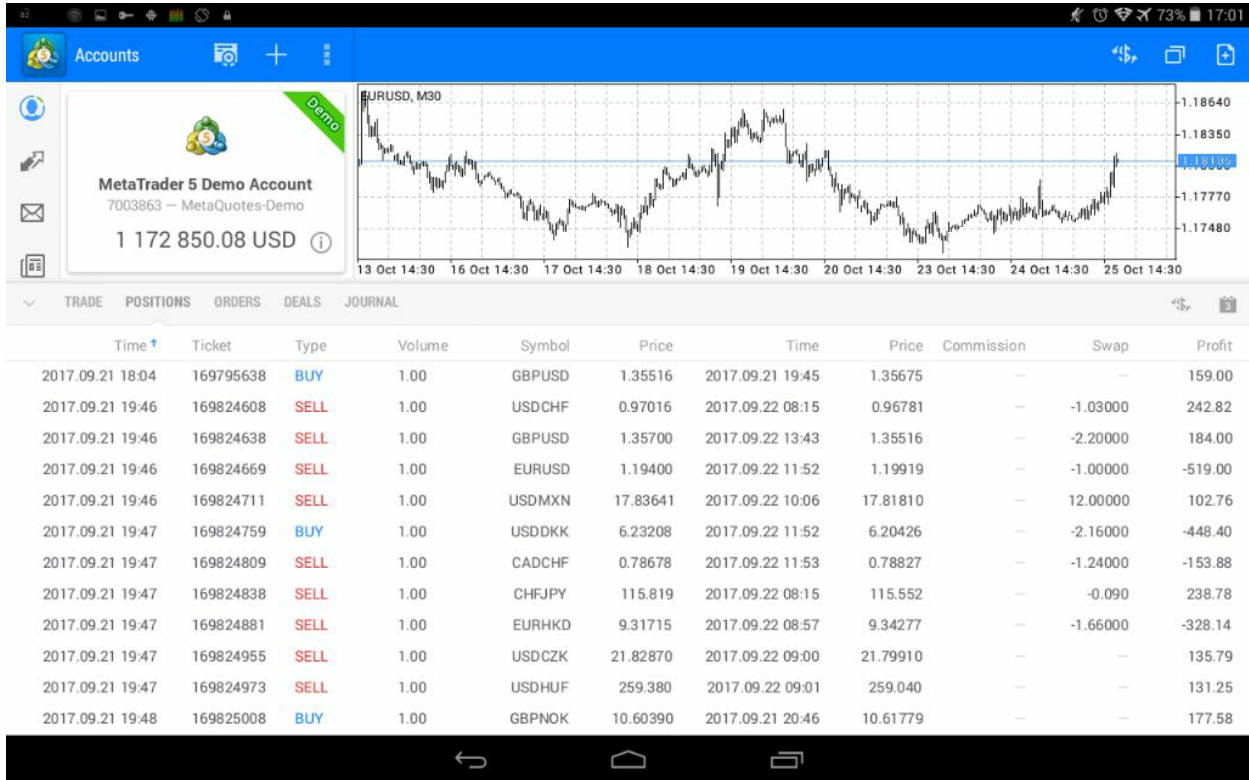 73% 17:01
Accounts
Demo
MetaTrader 5 Demo Account
7003863 — MetaQuotes-Demo
1 172 850.08 USD
EURUSD, M30
1.18640
1.18350
1.18105
1.17770
1.17480
13 Oct 14:30 16 Oct 14:30 17 Oct 14:30 18 Oct 14:30 19 Oct 14:30 20 Oct 14:30 23 Oct 14:30 24 Oct 14:30 25 Oct 14:30
TRADE POSITIONS ORDERS DEALS JOURNAL
Time Ticket Type Volume Symbol Price Time Price Commission Swap Profit
2017.09.21 18:04 169795638 BUY 1.00 GBPUSD 1.35516 2017.09.21 19:45 1.35675 — — 159.00
2017.09.21 19:46 169824608 SELL 1.00 USDCHF 0.97016 2017.09.22 08:15 0.96781 — -1.03000 242.82
2017.09.21 19:46 169824638 SELL 1.00 GBPUSD 1.35700 2017.09.22 13:43 1.35516 — -2.20000 184.00
2017.09.21 19:46 169824669 SELL 1.00 EURUSD 1.19400 2017.09.22 11:52 1.19919 — -1.00000 -519.00
2017.09.21 19:46 169824711 SELL 1.00 USDMXN 17.83641 2017.09.22 10:06 17.81810 — 12.00000 102.76
2017.09.21 19:47 169824759 BUY 1.00 USDDKK 6.23208 2017.09.22 11:52 6.20426 — -2.16000 -448.40
2017.09.21 19:47 169824809 SELL 1.00 CADCHF 0.78678 2017.09.22 11:53 0.78827 — -1.24000 -153.88
2017.09.21 19:47 169824838 SELL 1.00 CHFJPY 115.819 2017.09.22 08:15 115.552 — -0.090 238.78
2017.09.21 19:47 169824881 SELL 1.00 EURHKD 9.31715 2017.09.22 08:57 9.34277 — -1.66000 -328.14
2017.09.21 19:47 169824955 SELL 1.00 USDCZK 21.82870 2017.09.22 09:00 21.79910 — — 135.79
2017.09.21 19:47 169824973 SELL 1.00 USDHUF 259.380 2017.09.22 09:01 259.040 — — 131.25
2017.09.21 19:48 169825008 BUY 1.00 GBPNOK 10.60390 2017.09.21 20:46 10.61779 — — 177.58